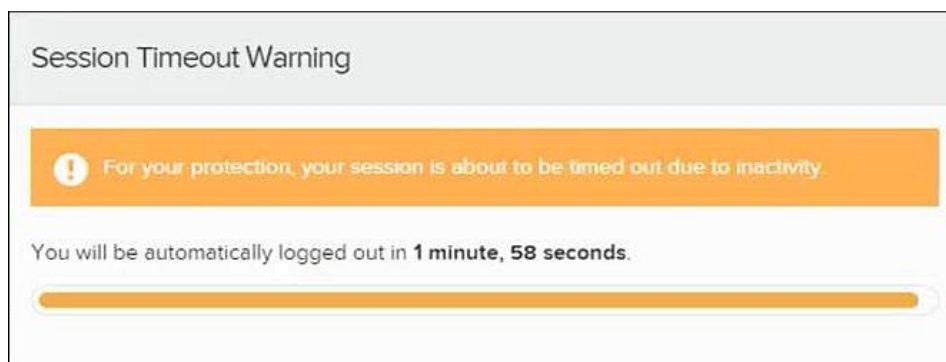 Session Timeout Warning
For your protection, your session is about to be timed out due to inactivity.
You will be automatically logged out in 1 minute, 58 seconds.